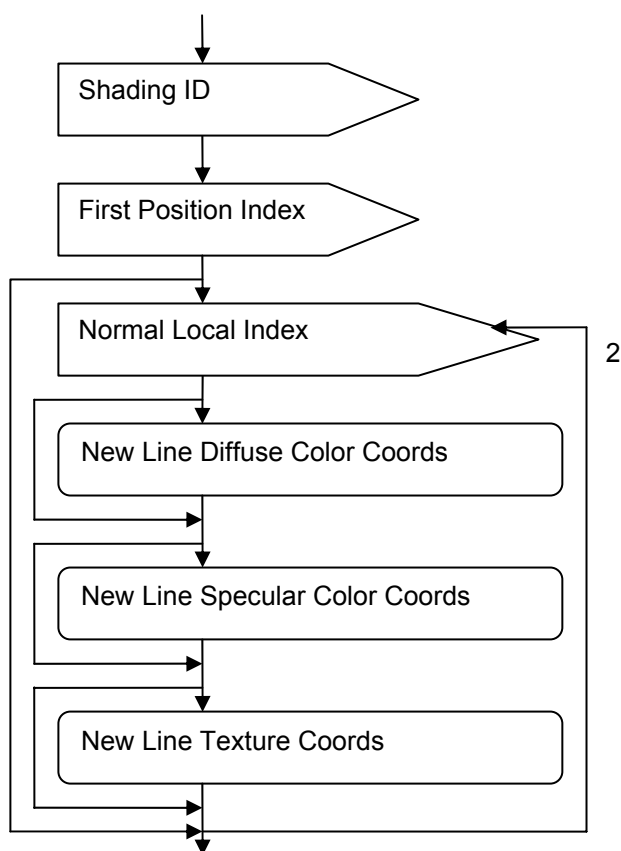 Shading ID
First Position Index
Normal Local Index
2
New Line Diffuse Color Coords
New Line Specular Color Coords
New Line Texture Coords